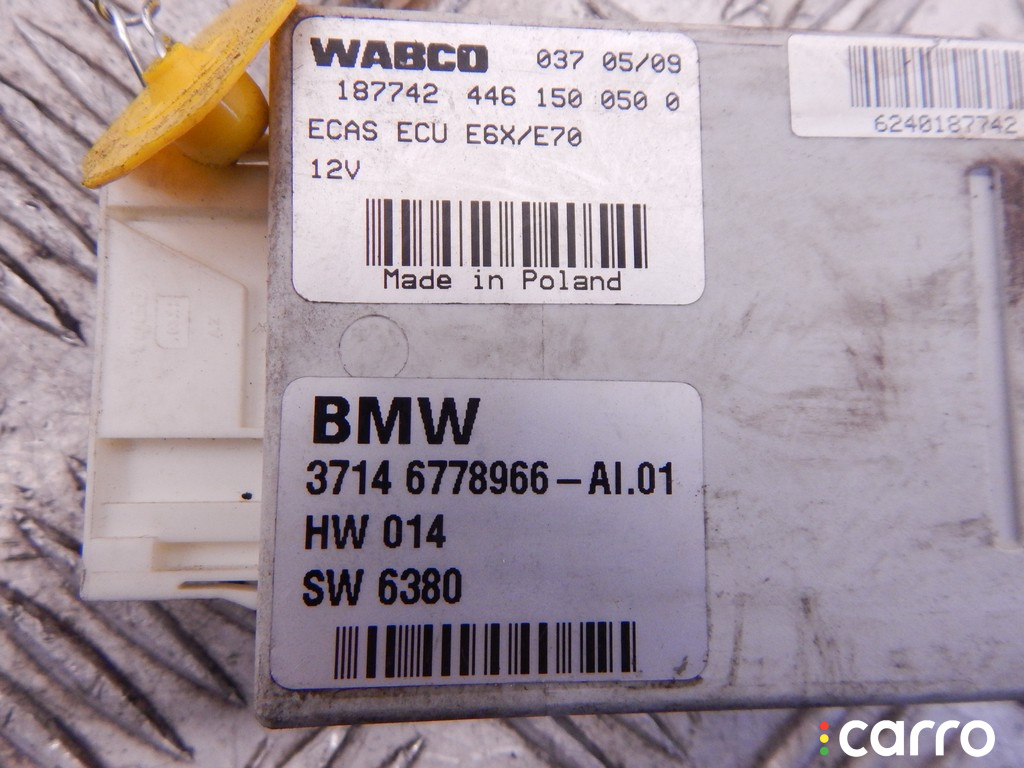 WABCO 037 05/09
187742 446 150 050 0
ECAS ECU E6X/E70
12V
Made in Poland
6240187742
BMW
3714 6778966-AI.01
HW 014
SW 6380
carro